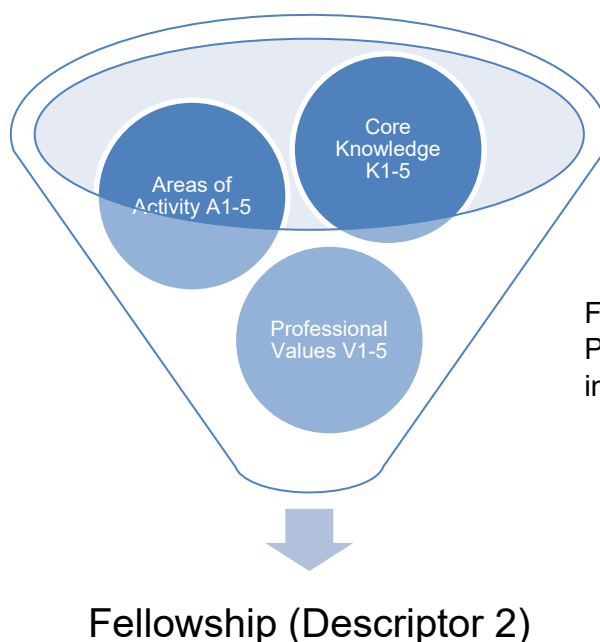 Core
Knowledge
K1-5
Areas of
Activity A1-5
Professional
Values V1-5
Fellowship (Descriptor 2)